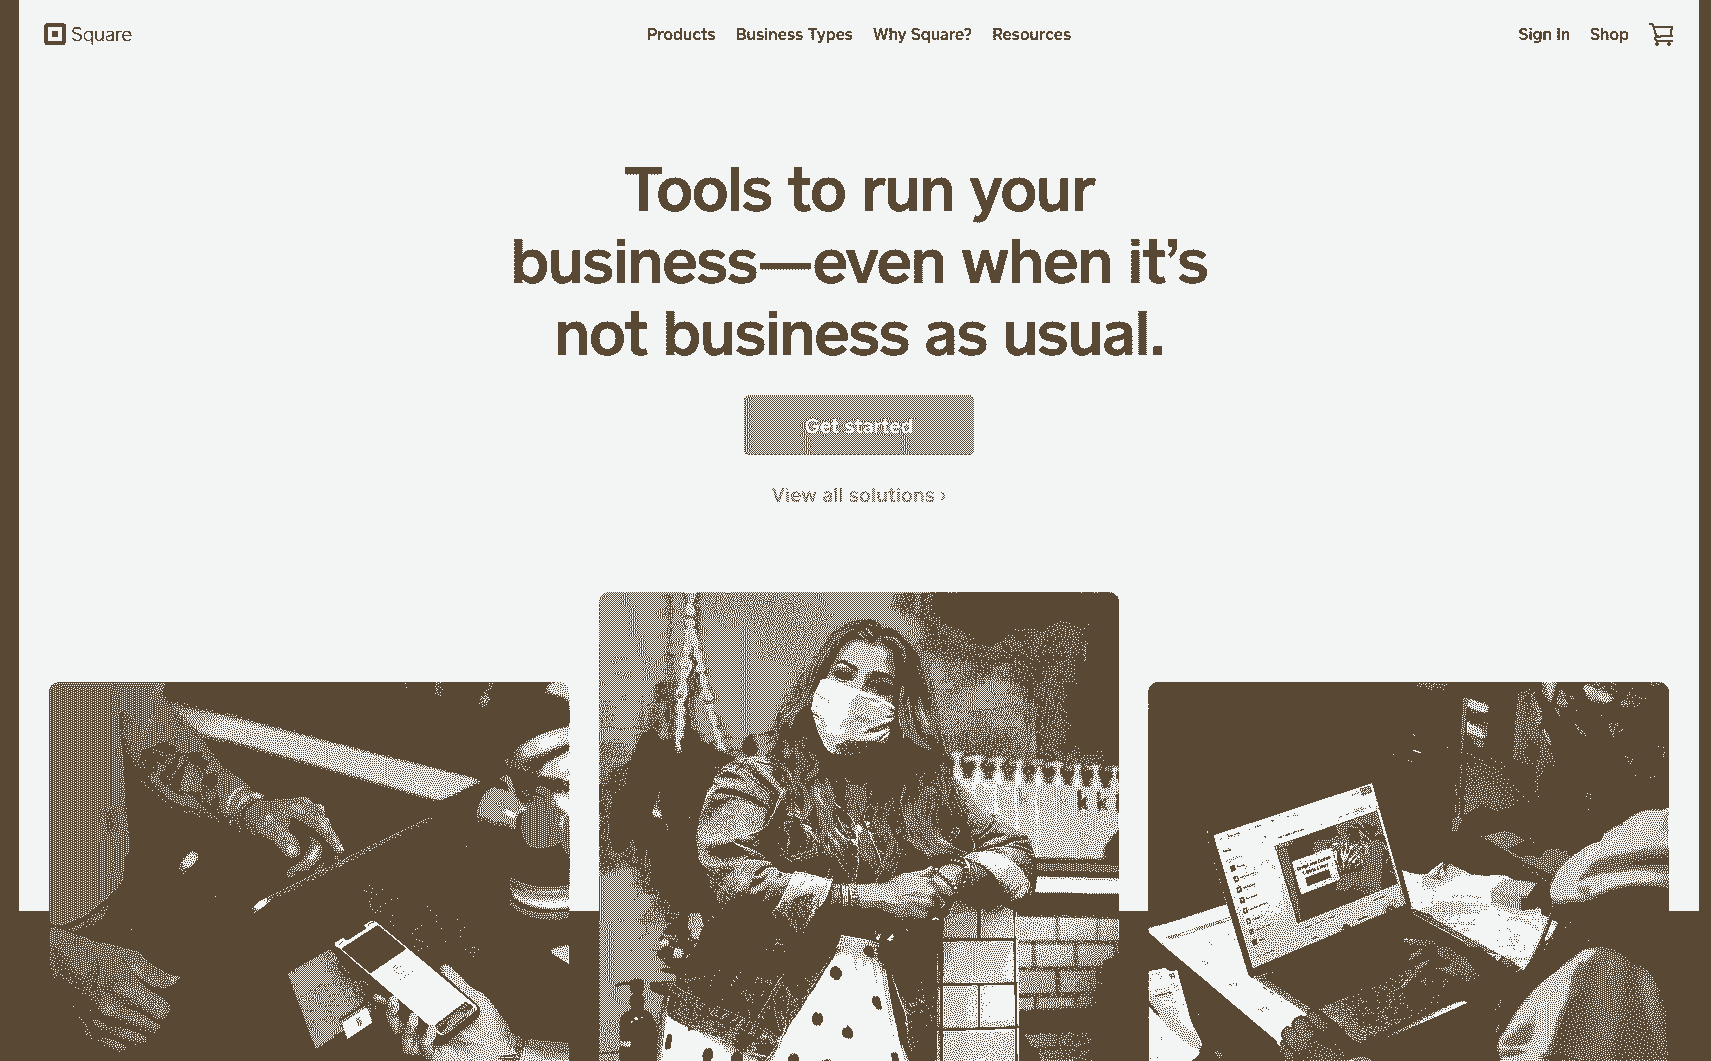 Square
Products
Business Types
Why Square?
Resources
Sign In
Shop
Tools to run your
business—even when it’s
not business as usual.
Get started
View all solutions ›